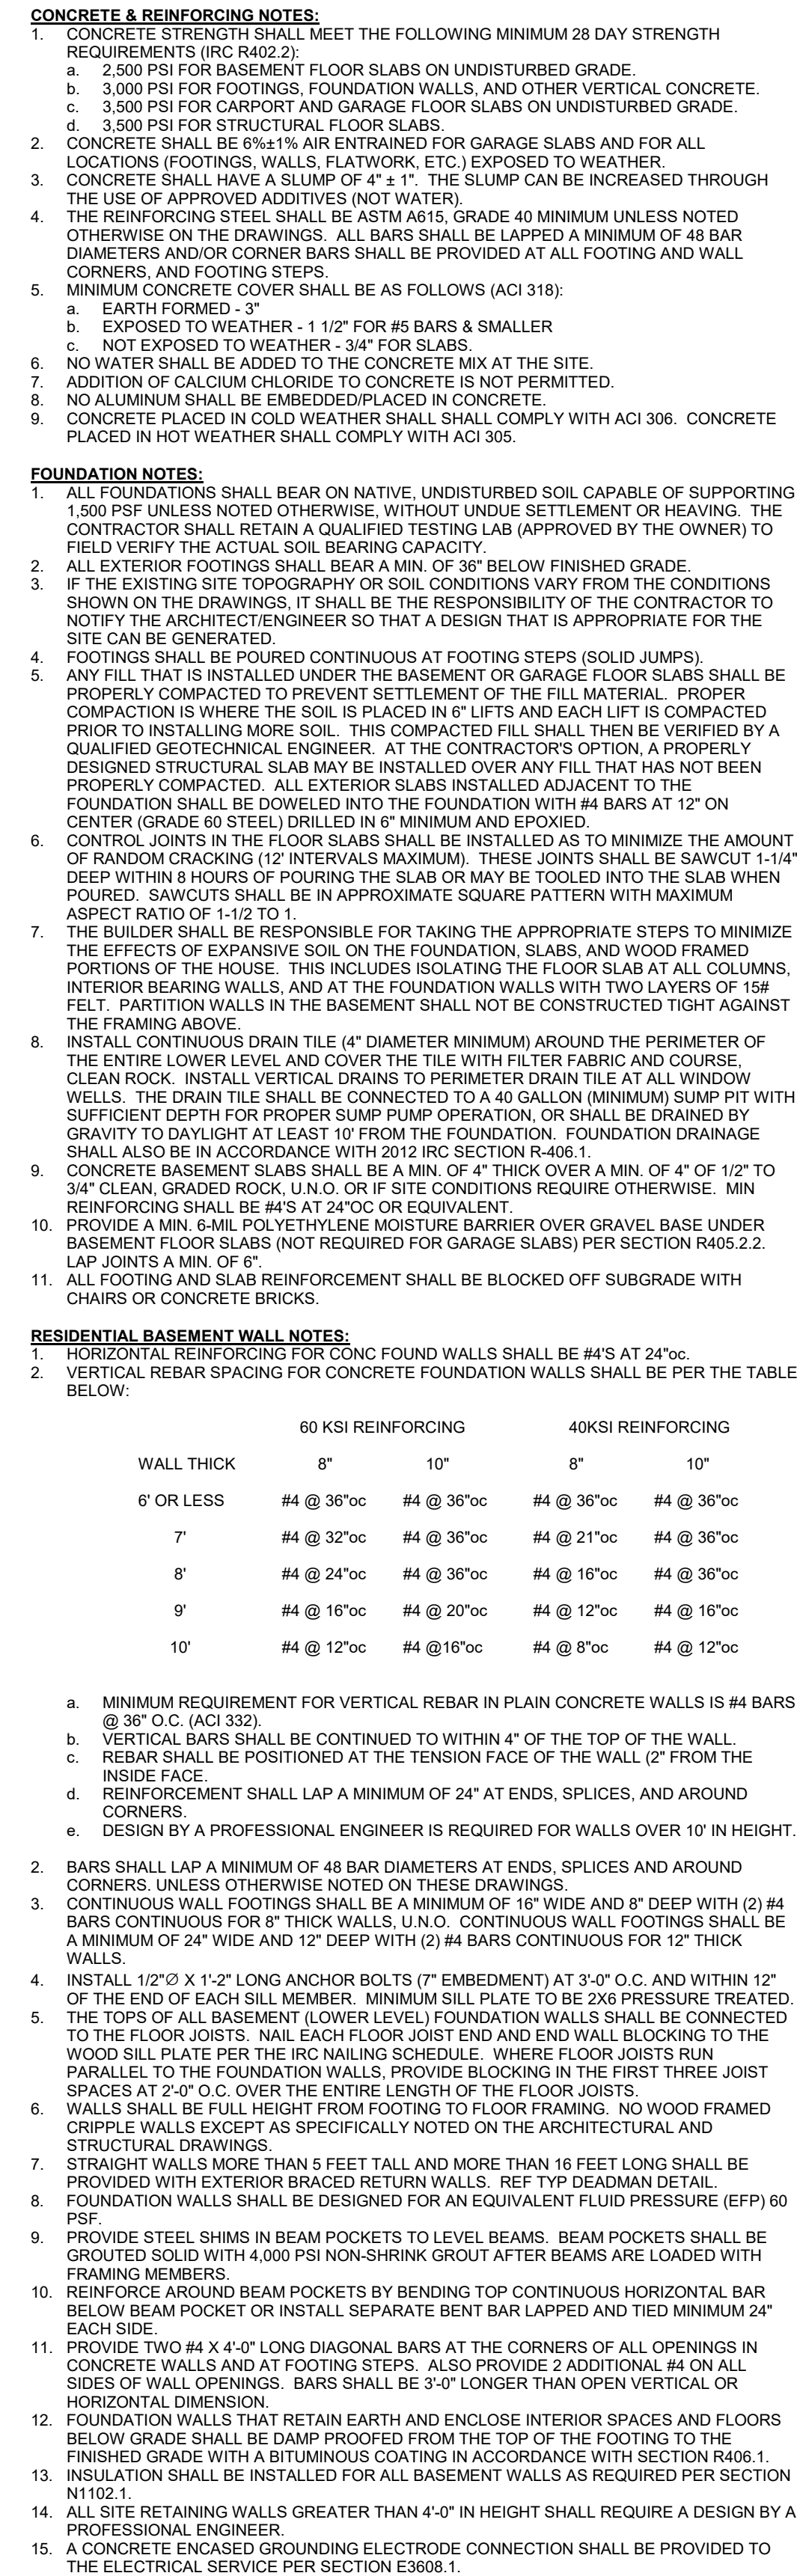 CONCRETE & REINFORCING NOTES:
1. CONCRETE STRENGTH SHALL MEET THE FOLLOWING MINIMUM 28 DAY STRENGTH
REQUIREMENTS (IRC R402.2):
a. 2,500 PSI FOR BASEMENT FLOOR SLABS ON UNDISTURBED GRADE.
b. 3,000 PSI FOR FOOTINGS, FOUNDATION WALLS, AND OTHER VERTICAL CONCRETE.
c. 3,500 PSI FOR CARPORT AND GARAGE FLOOR SLABS ON UNDISTURBED GRADE.
d. 3,500 PSI FOR STRUCTURAL FLOOR SLABS.
2. CONCRETE SHALL BE 6%±1% AIR ENTRAINED FOR GARAGE SLABS AND FOR ALL
LOCATIONS (FOOTINGS, WALLS, FLATWORK, ETC.) EXPOSED TO WEATHER.
3. CONCRETE SHALL HAVE A SLUMP OF 4" ± 1". THE SLUMP CAN BE INCREASED THROUGH
THE USE OF APPROVED ADDITIVES (NOT WATER).
4. THE REINFORCING STEEL SHALL BE ASTM A615, GRADE 40 MINIMUM UNLESS NOTED
OTHERWISE ON THE DRAWINGS. ALL BARS SHALL BE LAPPED A MINIMUM OF 48 BAR
DIAMETERS AND/OR CORNER BARS SHALL BE PROVIDED AT ALL FOOTING AND WALL
CORNERS, AND FOOTING STEPS.
5. MINIMUM CONCRETE COVER SHALL BE AS FOLLOWS (ACI 318):
a. EARTH FORMED - 3"
b. EXPOSED TO WEATHER - 1 1/2" FOR #5 BARS & SMALLER
c. NOT EXPOSED TO WEATHER - 3/4" FOR SLABS.
6. NO WATER SHALL BE ADDED TO THE CONCRETE MIX AT THE SITE.
7. ADDITION OF CALCIUM CHLORIDE TO CONCRETE IS NOT PERMITTED.
8. NO ALUMINUM SHALL BE EMBEDDED/PLACED IN CONCRETE.
9. CONCRETE PLACED IN COLD WEATHER SHALL SHALL COMPLY WITH ACI 306. CONCRETE
PLACED IN HOT WEATHER SHALL COMPLY WITH ACI 305.
FOUNDATION NOTES:
1. ALL FOUNDATIONS SHALL BEAR ON NATIVE, UNDISTURBED SOIL CAPABLE OF SUPPORTING
1,500 PSF UNLESS NOTED OTHERWISE, WITHOUT UNDUE SETTLEMENT OR HEAVING. THE
CONTRACTOR SHALL RETAIN A QUALIFIED TESTING LAB (APPROVED BY THE OWNER) TO
FIELD VERIFY THE ACTUAL SOIL BEARING CAPACITY.
2. ALL EXTERIOR FOOTINGS SHALL BEAR A MIN. OF 36" BELOW FINISHED GRADE.
3. IF THE EXISTING SITE TOPOGRAPHY OR SOIL CONDITIONS VARY FROM THE CONDITIONS
SHOWN ON THE DRAWINGS, IT SHALL BE THE RESPONSIBILITY OF THE CONTRACTOR TO
NOTIFY THE ARCHITECT/ENGINEER SO THAT A DESIGN THAT IS APPROPRIATE FOR THE
SITE CAN BE GENERATED.
4. FOOTINGS SHALL BE POURED CONTINUOUS AT FOOTING STEPS (SOLID JUMPS).
5. ANY FILL THAT IS INSTALLED UNDER THE BASEMENT OR GARAGE FLOOR SLABS SHALL BE
PROPERLY COMPACTED TO PREVENT SETTLEMENT OF THE FILL MATERIAL. PROPER
COMPACTION IS WHERE THE SOIL IS PLACED IN 6" LIFTS AND EACH LIFT IS COMPACTED
PRIOR TO INSTALLING MORE SOIL. THIS COMPACTED FILL SHALL THEN BE VERIFIED BY A
QUALIFIED GEOTECHNICAL ENGINEER. AT THE CONTRACTOR'S OPTION, A PROPERLY
DESIGNED STRUCTURAL SLAB MAY BE INSTALLED OVER ANY FILL THAT HAS NOT BEEN
PROPERLY COMPACTED. ALL EXTERIOR SLABS INSTALLED ADJACENT TO THE
FOUNDATION SHALL BE DOWELED INTO THE FOUNDATION WITH #4 BARS AT 12" ON
CENTER (GRADE 60 STEEL) DRILLED IN 6" MINIMUM AND EPOXIED.
6. CONTROL JOINTS IN THE FLOOR SLABS SHALL BE INSTALLED AS TO MINIMIZE THE AMOUNT
OF RANDOM CRACKING (12' INTERVALS MAXIMUM). THESE JOINTS SHALL BE SAWCUT 1-1/4"
DEEP WITHIN 8 HOURS OF POURING THE SLAB OR MAY BE TOOLED INTO THE SLAB WHEN
POURED. SAWCUTS SHALL BE IN APPROXIMATE SQUARE PATTERN WITH MAXIMUM
ASPECT RATIO OF 1-1/2 TO 1.
7. THE BUILDER SHALL BE RESPONSIBLE FOR TAKING THE APPROPRIATE STEPS TO MINIMIZE
THE EFFECTS OF EXPANSIVE SOIL ON THE FOUNDATION, SLABS, AND WOOD FRAMED
PORTIONS OF THE HOUSE. THIS INCLUDES ISOLATING THE FLOOR SLAB AT ALL COLUMNS,
INTERIOR BEARING WALLS, AND AT THE FOUNDATION WALLS WITH TWO LAYERS OF 15#
FELT. PARTITION WALLS IN THE BASEMENT SHALL NOT BE CONSTRUCTED TIGHT AGAINST
THE FRAMING ABOVE.
8. INSTALL CONTINUOUS DRAIN TILE (4" DIAMETER MINIMUM) AROUND THE PERIMETER OF
THE ENTIRE LOWER LEVEL AND COVER THE TILE WITH FILTER FABRIC AND COURSE,
CLEAN ROCK. INSTALL VERTICAL DRAINS TO PERIMETER DRAIN TILE AT ALL WINDOW
WELLS. THE DRAIN TILE SHALL BE CONNECTED TO A 40 GALLON (MINIMUM) SUMP PIT WITH
SUFFICIENT DEPTH FOR PROPER SUMP PUMP OPERATION, OR SHALL BE DRAINED BY
GRAVITY TO DAYLIGHT AT LEAST 10' FROM THE FOUNDATION. FOUNDATION DRAINAGE
SHALL ALSO BE IN ACCORDANCE WITH 2012 IRC SECTION R-406.1.
9. CONCRETE BASEMENT SLABS SHALL BE A MIN. OF 4" THICK OVER A MIN. OF 4" OF 1/2" TO
3/4" CLEAN, GRADED ROCK, U.N.O. OR IF SITE CONDITIONS REQUIRE OTHERWISE. MIN
REINFORCING SHALL BE #4'S AT 24"OC OR EQUIVALENT.
10. PROVIDE A MIN. 6-MIL POLYETHYLENE MOISTURE BARRIER OVER GRAVEL BASE UNDER
BASEMENT FLOOR SLABS (NOT REQUIRED FOR GARAGE SLABS) PER SECTION R405.2.2.
LAP JOINTS A MIN. OF 6".
11. ALL FOOTING AND SLAB REINFORCEMENT SHALL BE BLOCKED OFF SUBGRADE WITH
CHAIRS OR CONCRETE BRICKS.
RESIDENTIAL BASEMENT WALL NOTES:
1. HORIZONTAL REINFORCING FOR CONC FOUND WALLS SHALL BE #4'S AT 24"oc.
2. VERTICAL REBAR SPACING FOR CONCRETE FOUNDATION WALLS SHALL BE PER THE TABLE
BELOW:
60 KSI REINFORCING 40KSI REINFORCING
WALL THICK 8" 10" 8" 10"
6' OR LESS #4 @ 36"oc #4 @ 36"oc #4 @ 36"oc #4 @ 36"oc
7' #4 @ 32"oc #4 @ 36"oc #4 @ 21"oc #4 @ 36"oc
8' #4 @ 24"oc #4 @ 36"oc #4 @ 16"oc #4 @ 36"oc
9' #4 @ 16"oc #4 @ 20"oc #4 @ 12"oc #4 @ 16"oc
10' #4 @ 12"oc #4 @16"oc #4 @ 8"oc #4 @ 12"oc
a. MINIMUM REQUIREMENT FOR VERTICAL REBAR IN PLAIN CONCRETE WALLS IS #4 BARS
@ 36" O.C. (ACI 332).
b. VERTICAL BARS SHALL BE CONTINUED TO WITHIN 4" OF THE TOP OF THE WALL.
c. REBAR SHALL BE POSITIONED AT THE TENSION FACE OF THE WALL (2" FROM THE
INSIDE FACE.
d. REINFORCEMENT SHALL LAP A MINIMUM OF 24" AT ENDS, SPLICES, AND AROUND
CORNERS.
e. DESIGN BY A PROFESSIONAL ENGINEER IS REQUIRED FOR WALLS OVER 10' IN HEIGHT.
2. BARS SHALL LAP A MINIMUM OF 48 BAR DIAMETERS AT ENDS, SPLICES AND AROUND
CORNERS. UNLESS OTHERWISE NOTED ON THESE DRAWINGS.
3. CONTINUOUS WALL FOOTINGS SHALL BE A MINIMUM OF 16" WIDE AND 8" DEEP WITH (2) #4
BARS CONTINUOUS FOR 8" THICK WALLS, U.N.O. CONTINUOUS WALL FOOTINGS SHALL BE
A MINIMUM OF 24" WIDE AND 12" DEEP WITH (2) #4 BARS CONTINUOUS FOR 12" THICK
WALLS.
4. INSTALL 1/2"∅ X 1'-2" LONG ANCHOR BOLTS (7" EMBEDMENT) AT 3'-0" O.C. AND WITHIN 12"
OF THE END OF EACH SILL MEMBER. MINIMUM SILL PLATE TO BE 2X6 PRESSURE TREATED.
5. THE TOPS OF ALL BASEMENT (LOWER LEVEL) FOUNDATION WALLS SHALL BE CONNECTED
TO THE FLOOR JOISTS. NAIL EACH FLOOR JOIST END AND END WALL BLOCKING TO THE
WOOD SILL PLATE PER THE IRC NAILING SCHEDULE. WHERE FLOOR JOISTS RUN
PARALLEL TO THE FOUNDATION WALLS, PROVIDE BLOCKING IN THE FIRST THREE JOIST
SPACES AT 2'-0" O.C. OVER THE ENTIRE LENGTH OF THE FLOOR JOISTS.
6. WALLS SHALL BE FULL HEIGHT FROM FOOTING TO FLOOR FRAMING. NO WOOD FRAMED
CRIPPLE WALLS EXCEPT AS SPECIFICALLY NOTED ON THE ARCHITECTURAL AND
STRUCTURAL DRAWINGS.
7. STRAIGHT WALLS MORE THAN 5 FEET TALL AND MORE THAN 16 FEET LONG SHALL BE
PROVIDED WITH EXTERIOR BRACED RETURN WALLS. REF TYP DEADMAN DETAIL.
8. FOUNDATION WALLS SHALL BE DESIGNED FOR AN EQUIVALENT FLUID PRESSURE (EFP) 60
PSF.
9. PROVIDE STEEL SHIMS IN BEAM POCKETS TO LEVEL BEAMS. BEAM POCKETS SHALL BE
GROUTED SOLID WITH 4,000 PSI NON-SHRINK GROUT AFTER BEAMS ARE LOADED WITH
FRAMING MEMBERS.
10. REINFORCE AROUND BEAM POCKETS BY BENDING TOP CONTINUOUS HORIZONTAL BAR
BELOW BEAM POCKET OR INSTALL SEPARATE BENT BAR LAPPED AND TIED MINIMUM 24"
EACH SIDE.
11. PROVIDE TWO #4 X 4'-0" LONG DIAGONAL BARS AT THE CORNERS OF ALL OPENINGS IN
CONCRETE WALLS AND AT FOOTING STEPS. ALSO PROVIDE 2 ADDITIONAL #4 ON ALL
SIDES OF WALL OPENINGS. BARS SHALL BE 3'-0" LONGER THAN OPEN VERTICAL OR
HORIZONTAL DIMENSION.
12. FOUNDATION WALLS THAT RETAIN EARTH AND ENCLOSE INTERIOR SPACES AND FLOORS
BELOW GRADE SHALL BE DAMP PROOFED FROM THE TOP OF THE FOOTING TO THE
FINISHED GRADE WITH A BITUMINOUS COATING IN ACCORDANCE WITH SECTION R406.1.
13. INSULATION SHALL BE INSTALLED FOR ALL BASEMENT WALLS AS REQUIRED PER SECTION
N1102.1.
14. ALL SITE RETAINING WALLS GREATER THAN 4'-0" IN HEIGHT SHALL REQUIRE A DESIGN BY A
PROFESSIONAL ENGINEER.
15. A CONCRETE ENCASED GROUNDING ELECTRODE CONNECTION SHALL BE PROVIDED TO
THE ELECTRICAL SERVICE PER SECTION E3608.1.